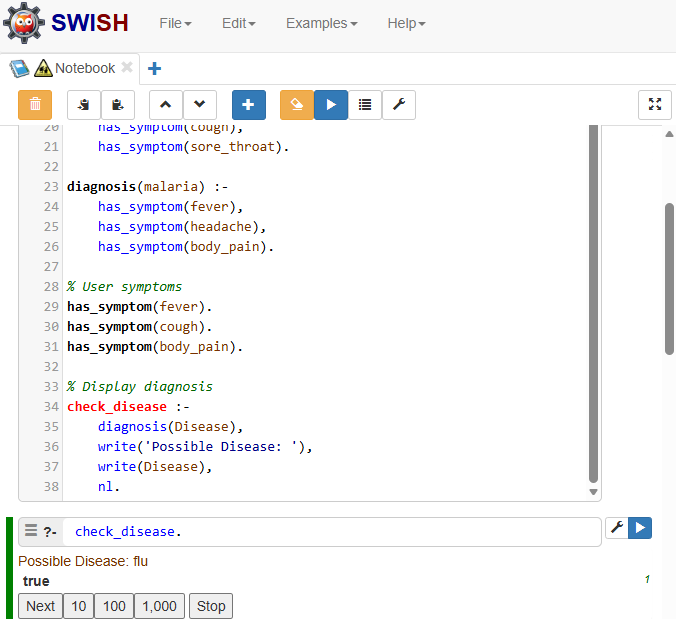 SWISH File Edit Examples Help
Notebook
20 has_symptom(cough),
21 has_symptom(sore_throat).
22
23 diagnosis(malaria) :-
24 has_symptom(fever),
25 has_symptom(headache),
26 has_symptom(body_pain).
27
28 % User symptoms
29 has_symptom(fever).
30 has_symptom(cough).
31 has_symptom(body_pain).
32
33 % Display diagnosis
34 check_disease :-
35 diagnosis(Disease),
36 write('Possible Disease: '),
37 write(Disease),
38 nl.
?- check_disease.
Possible Disease: flu
true 1
Next 10 100 1,000 Stop